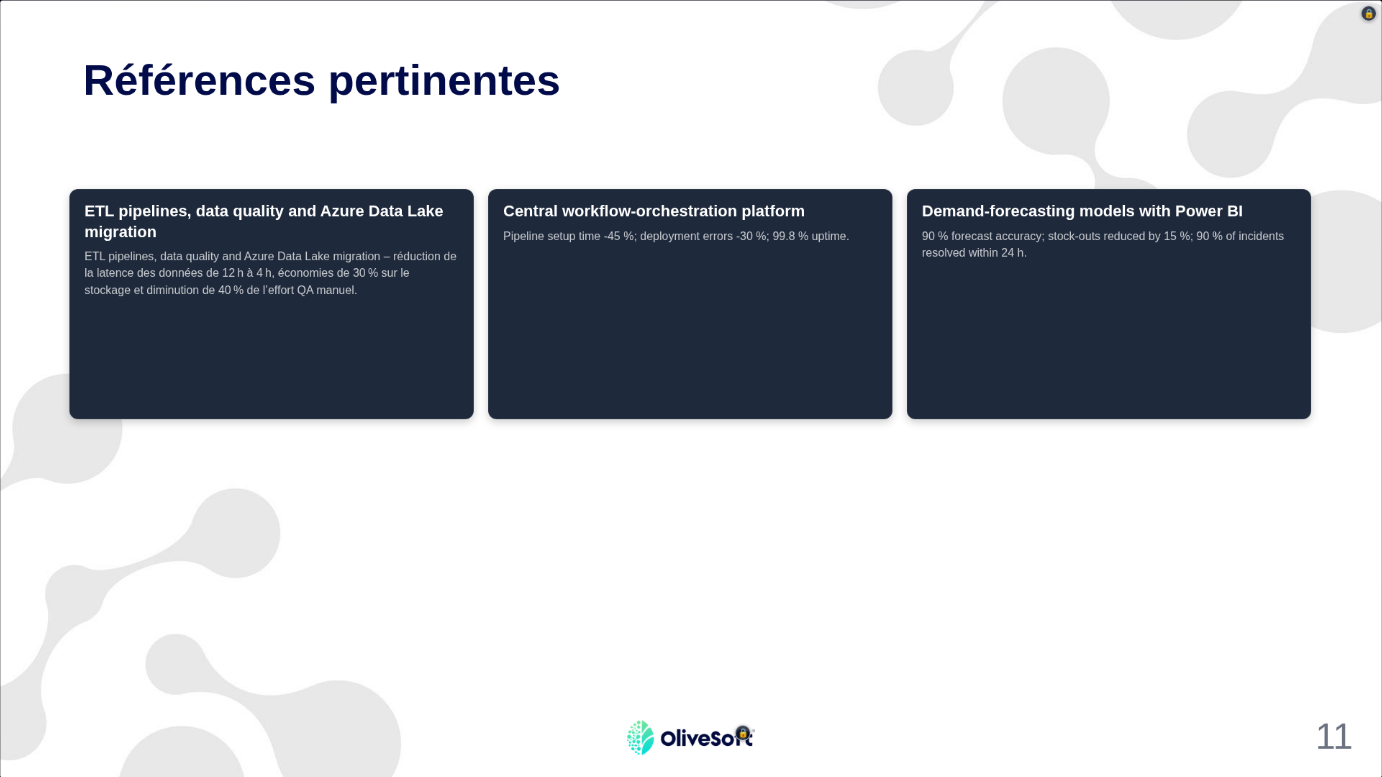 Références pertinentes
ETL pipelines, data quality and Azure Data Lake
migration
ETL pipelines, data quality and Azure Data Lake migration – réduction de
la latence des données de 12 h à 4 h, économies de 30 % sur le
stockage et diminution de 40 % de l’effort QA manuel.
Central workflow-orchestration platform
Pipeline setup time -45 %; deployment errors -30 %; 99.8 % uptime.
Demand-forecasting models with Power BI
90 % forecast accuracy; stock-outs reduced by 15 %; 90 % of incidents
resolved within 24 h.
OliveSoft
11